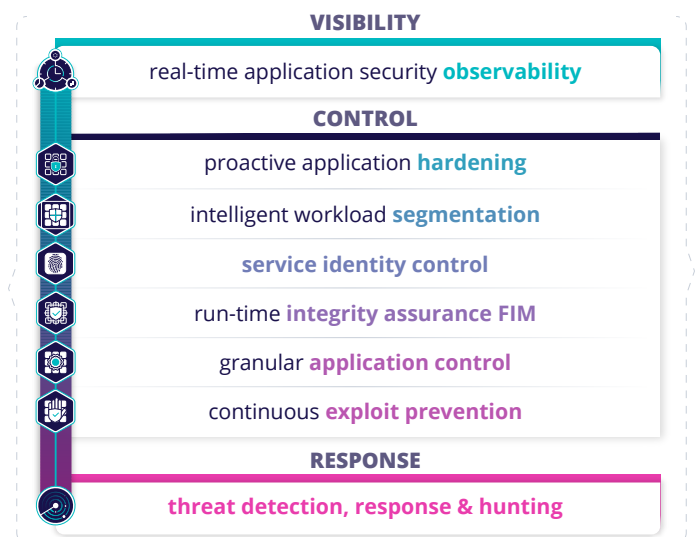 VISIBILITY
real-time application security observability
CONTROL
proactive application hardening
intelligent workload segmentation
service identity control
run-time integrity assurance FIM
granular application control
continuous exploit prevention
RESPONSE
threat detection, response & hunting